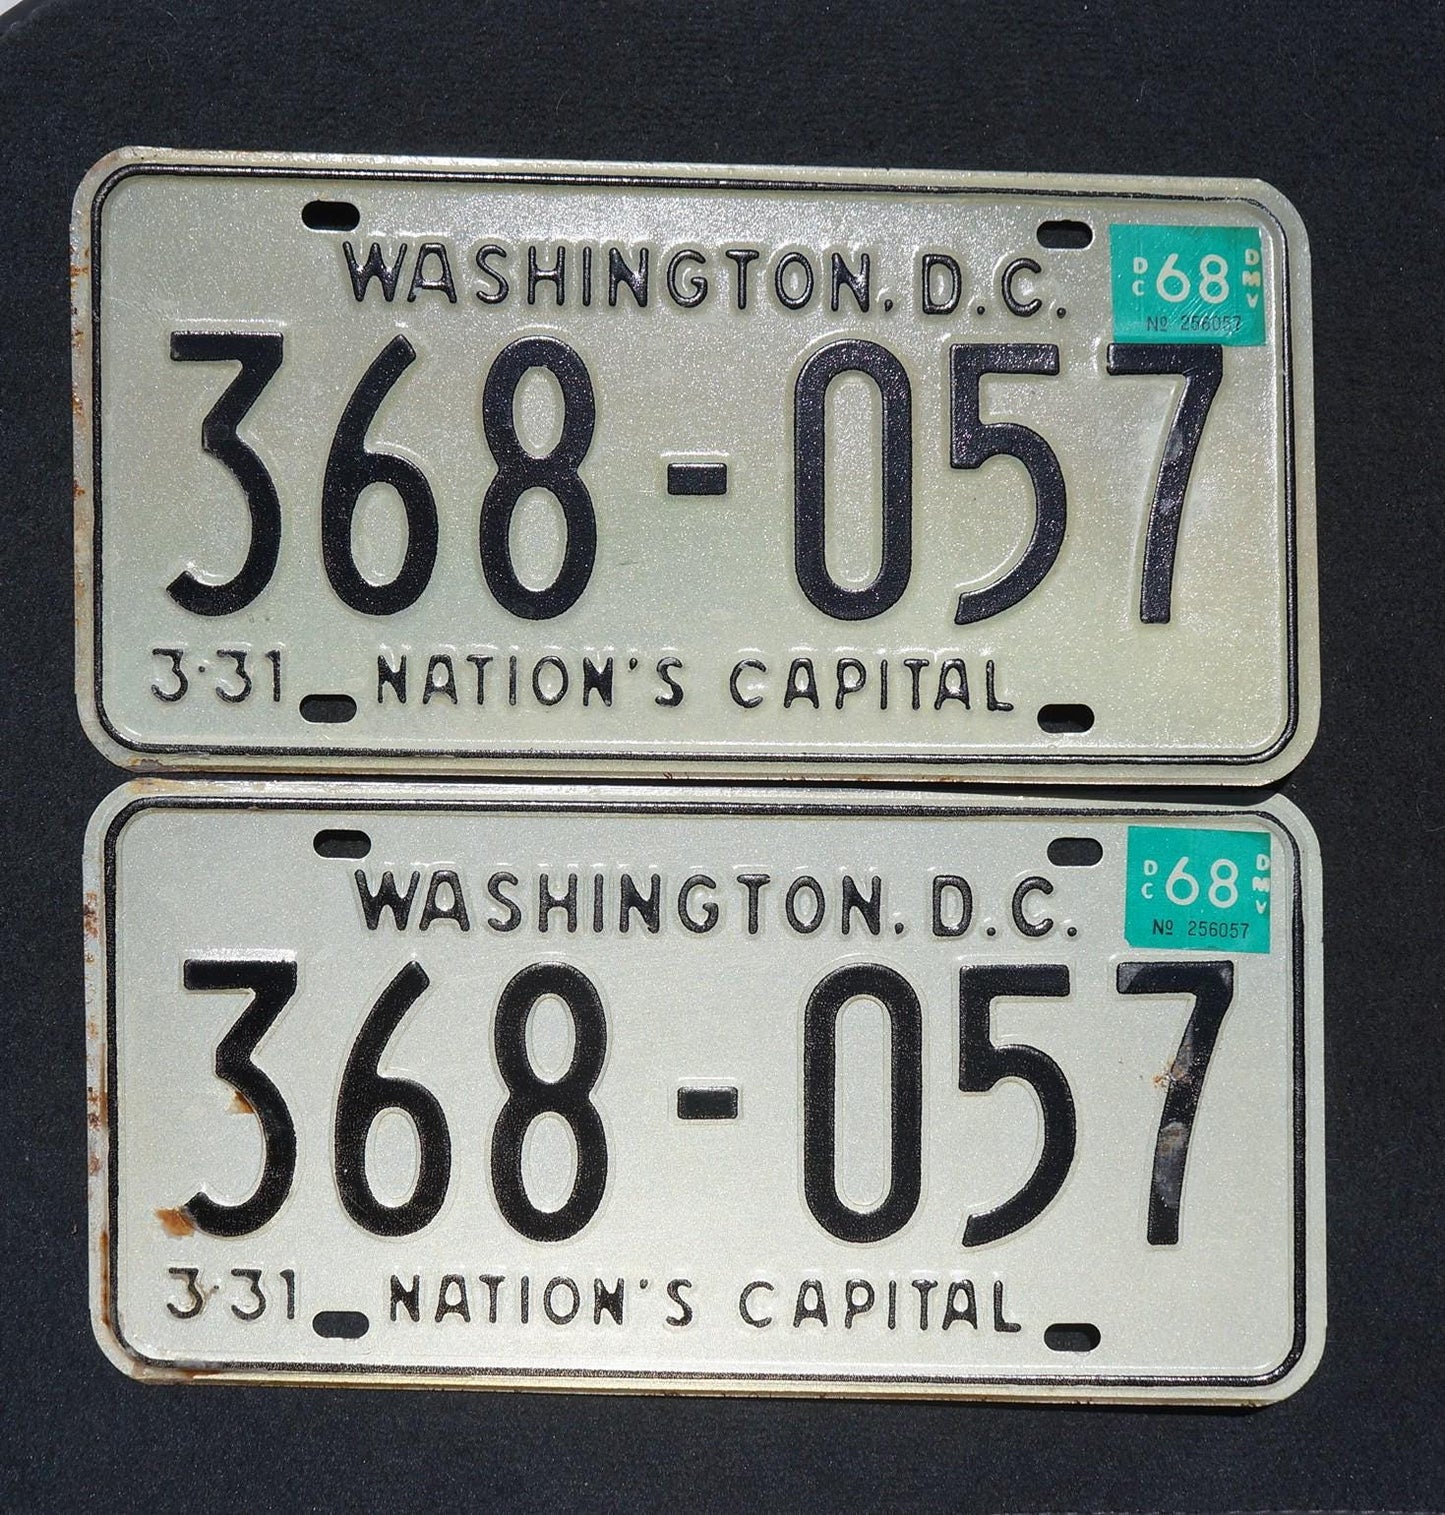 WASHINGTON, D.C.
DC 68 DMV
Nº 256057
368-057
3·31 NATION'S CAPITAL
WASHINGTON, D.C.
DC 68 DMV
Nº 256057
368-057
3·31 NATION'S CAPITAL